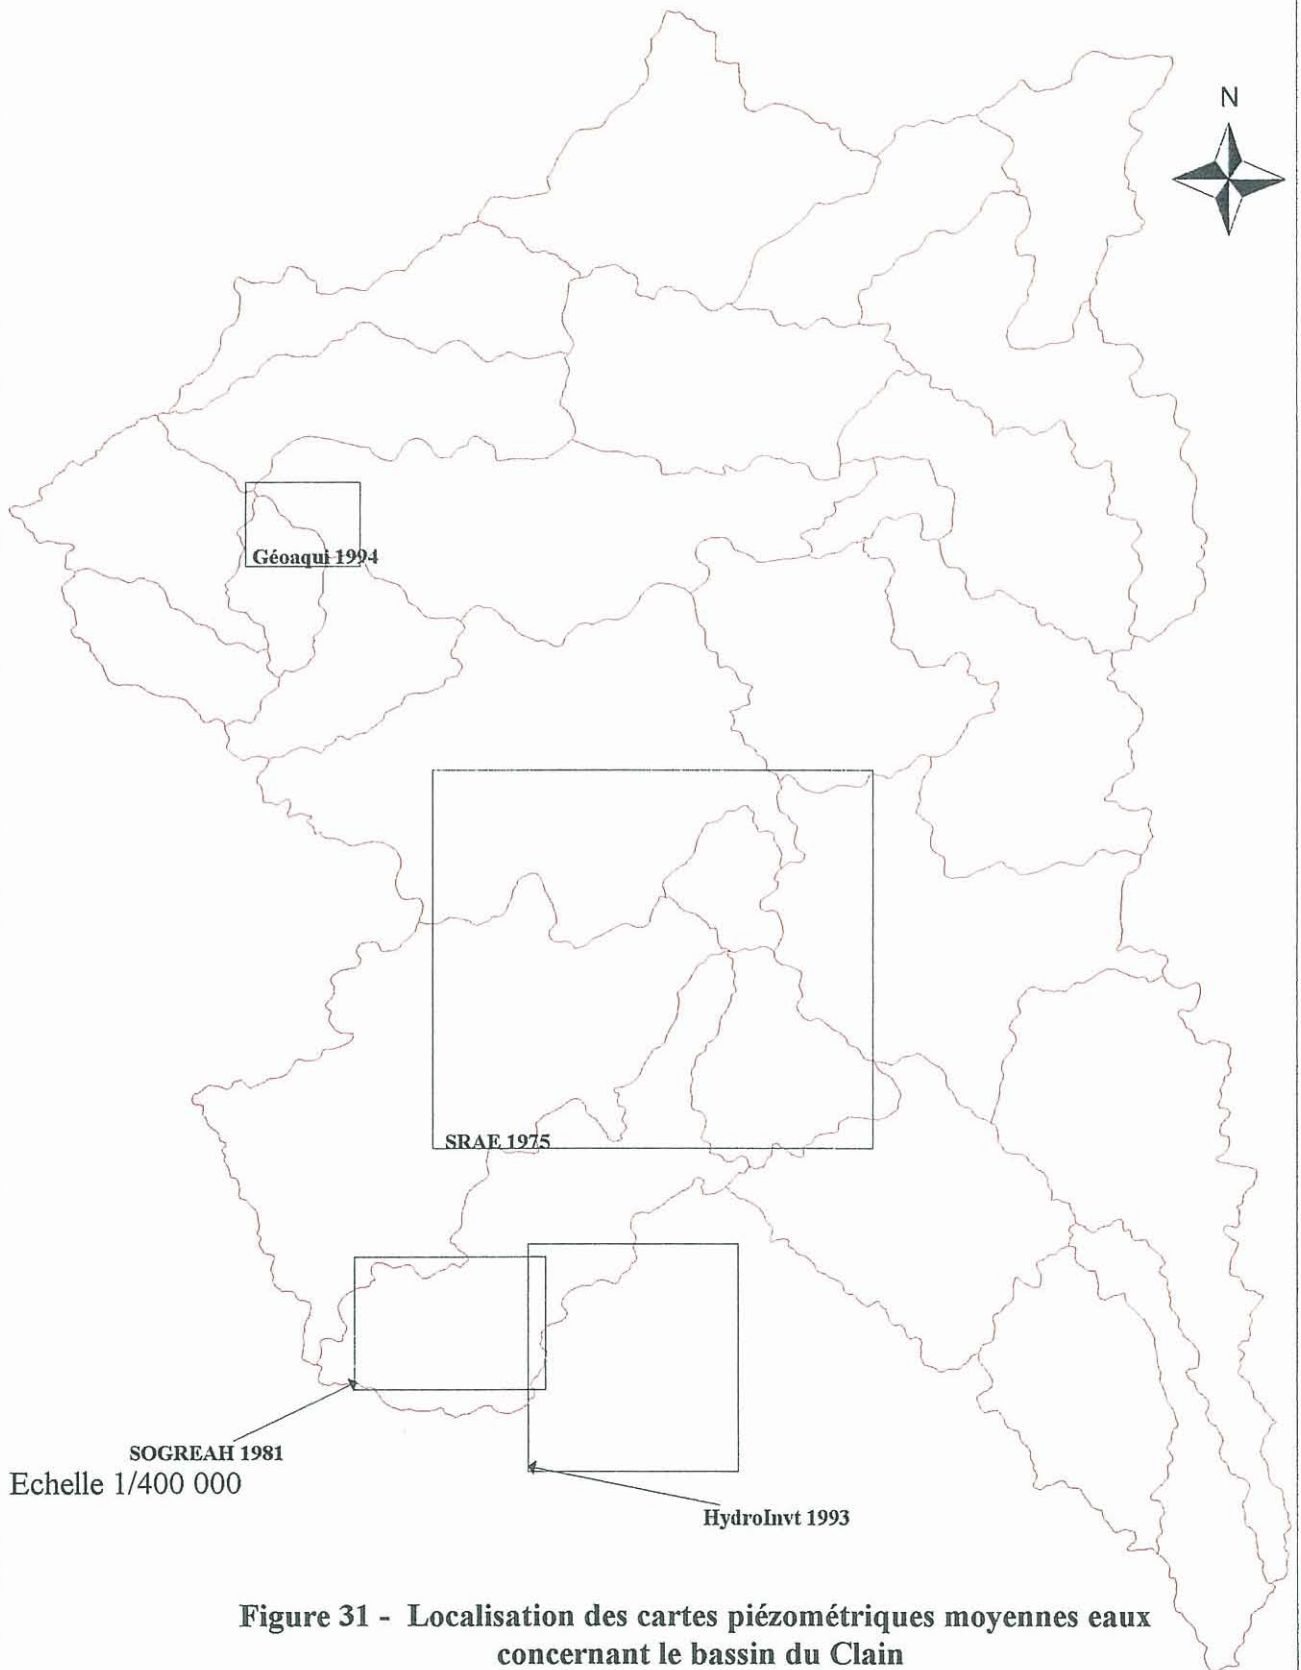 N
Géoaqui 1994
SRAE 1975
SOGREAH 1981
Echelle 1/400 000
HydroInvt 1993
Figure 31 - Localisation des cartes piézométriques moyennes eaux
concernant le bassin du Clain